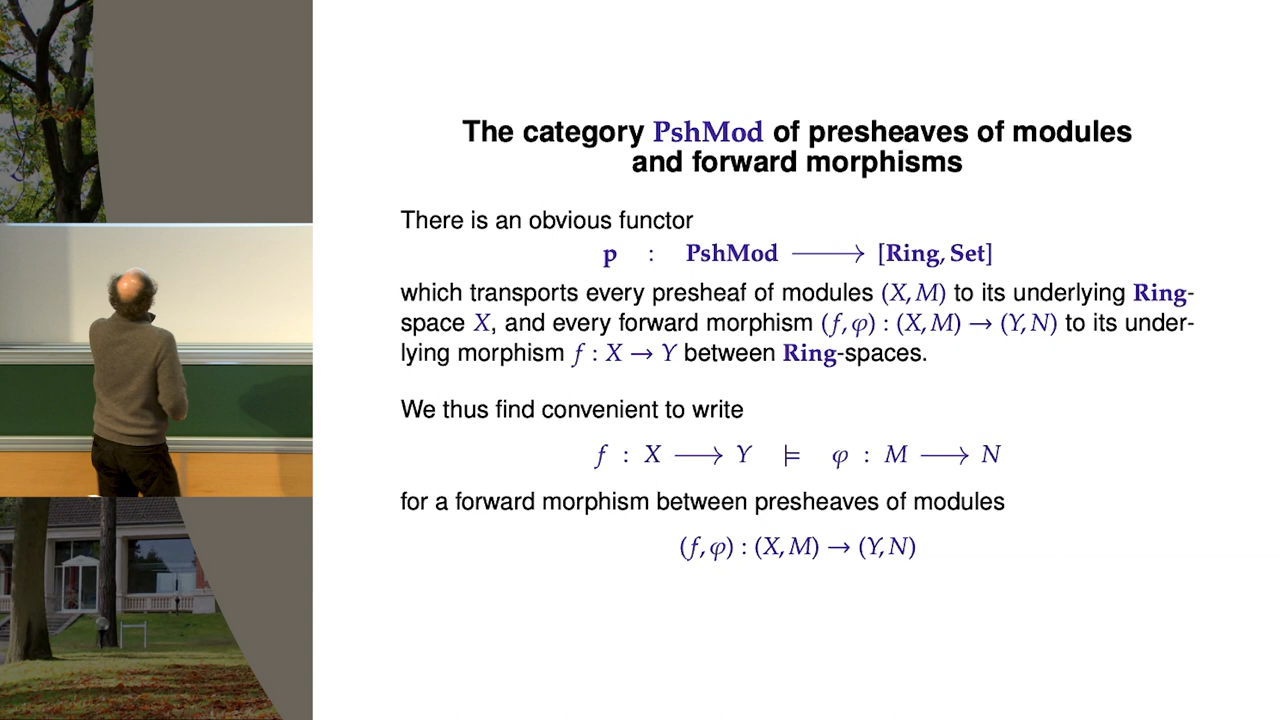 The category PshMod of presheaves of modules
and forward morphisms
There is an obvious functor
p : PshMod ⟶ [Ring, Set]
which transports every presheaf of modules (X, M) to its underlying Ring-
space X, and every forward morphism (f, φ) : (X, M) → (Y, N) to its under-
lying morphism f : X → Y between Ring-spaces.
We thus find convenient to write
f : X ⟶ Y ⊨ φ : M ⟶ N
for a forward morphism between presheaves of modules
(f, φ) : (X, M) → (Y, N)